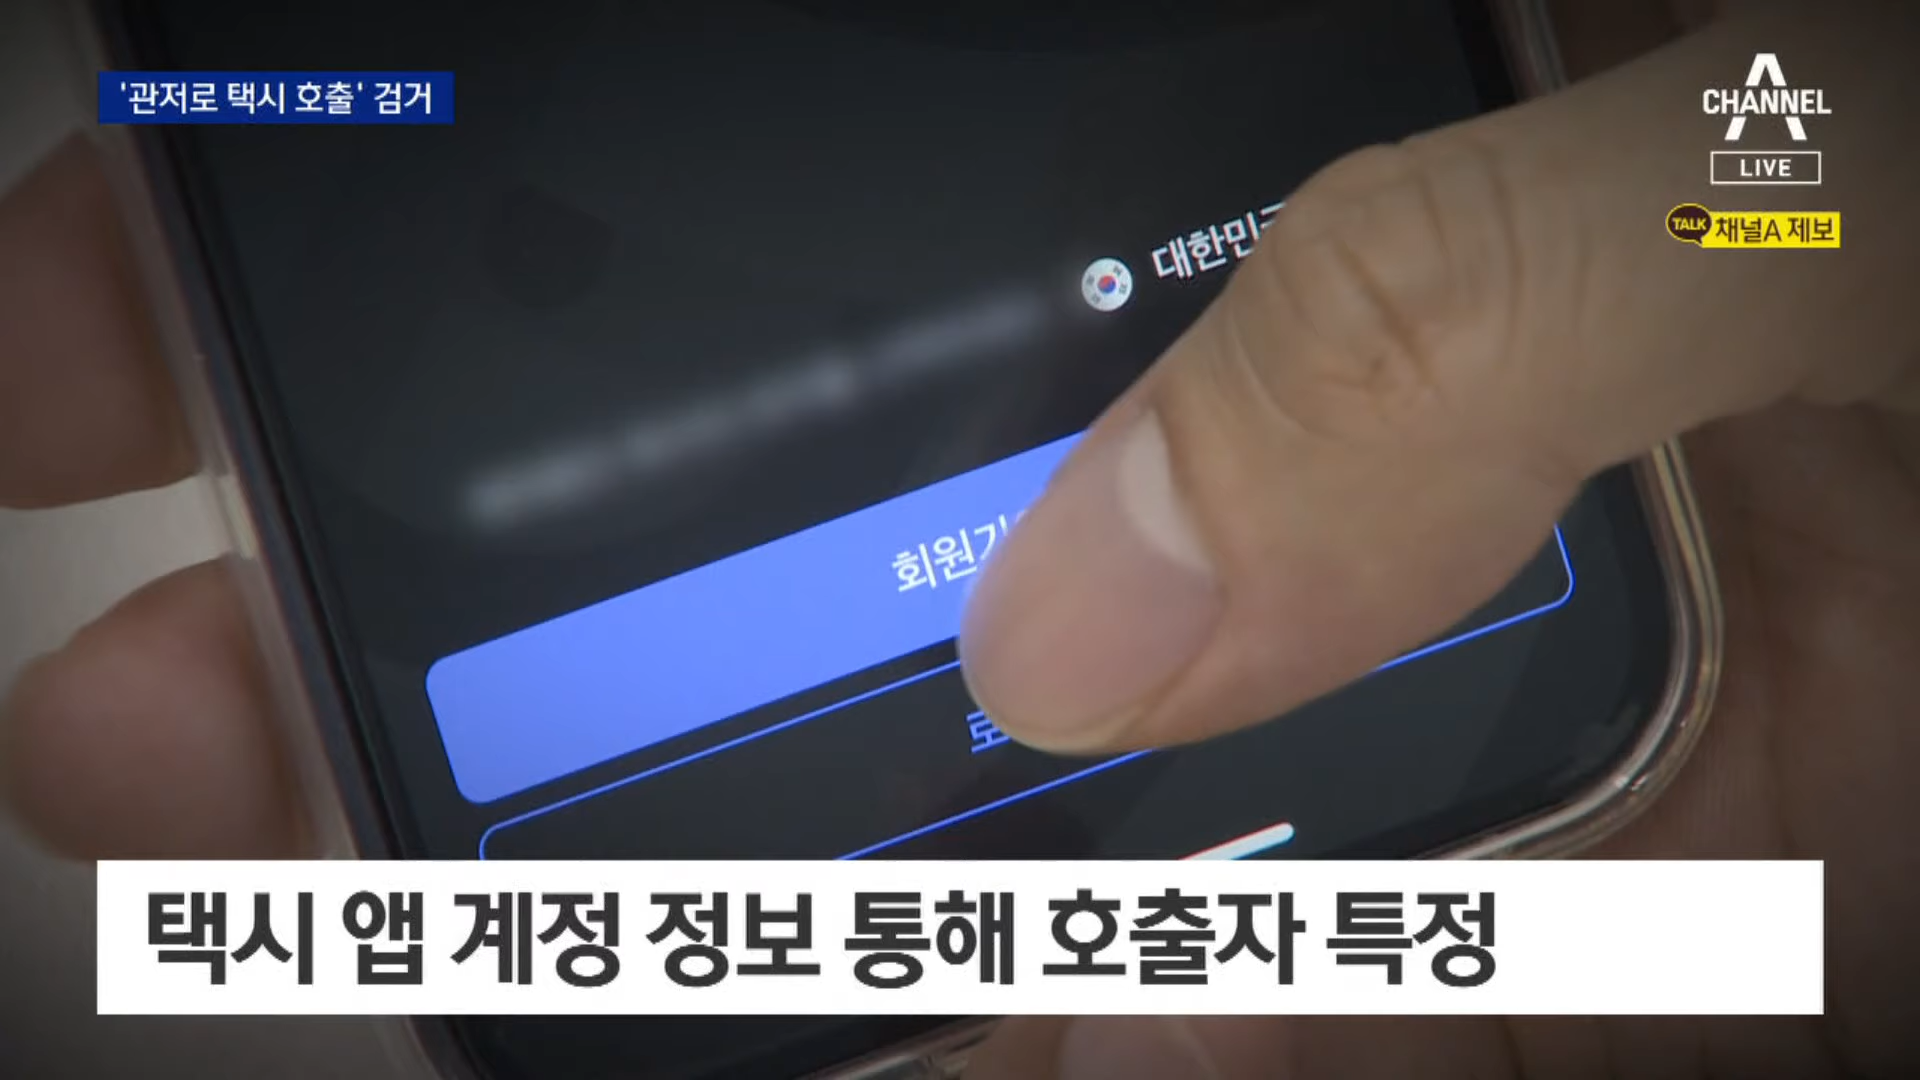 '관저로 택시 호출' 검거
CHANNEL A
LIVE
TALK 채널A 제보
대한민
회원가
로
택시 앱 계정 정보 통해 호출자 특정